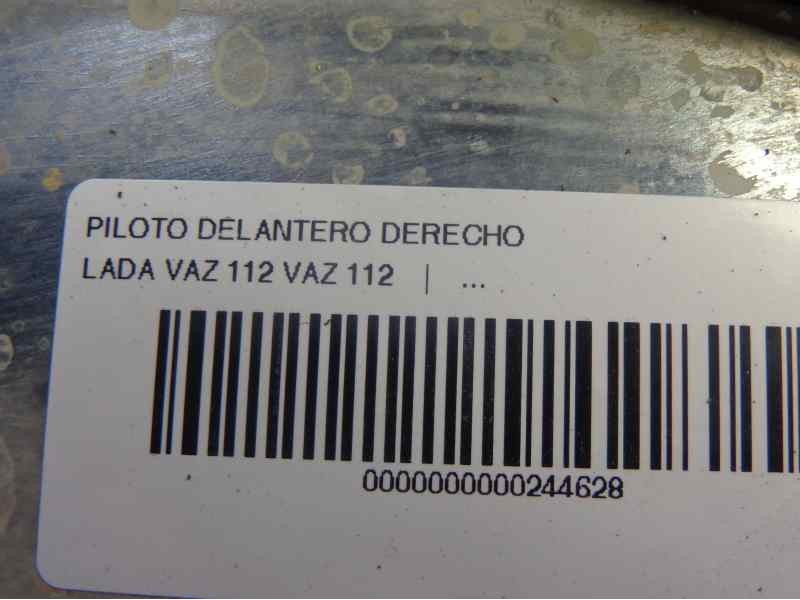 PILOTO DELANTERO DERECHO
LADA VAZ 112 VAZ 112 | ...
0000000000244628